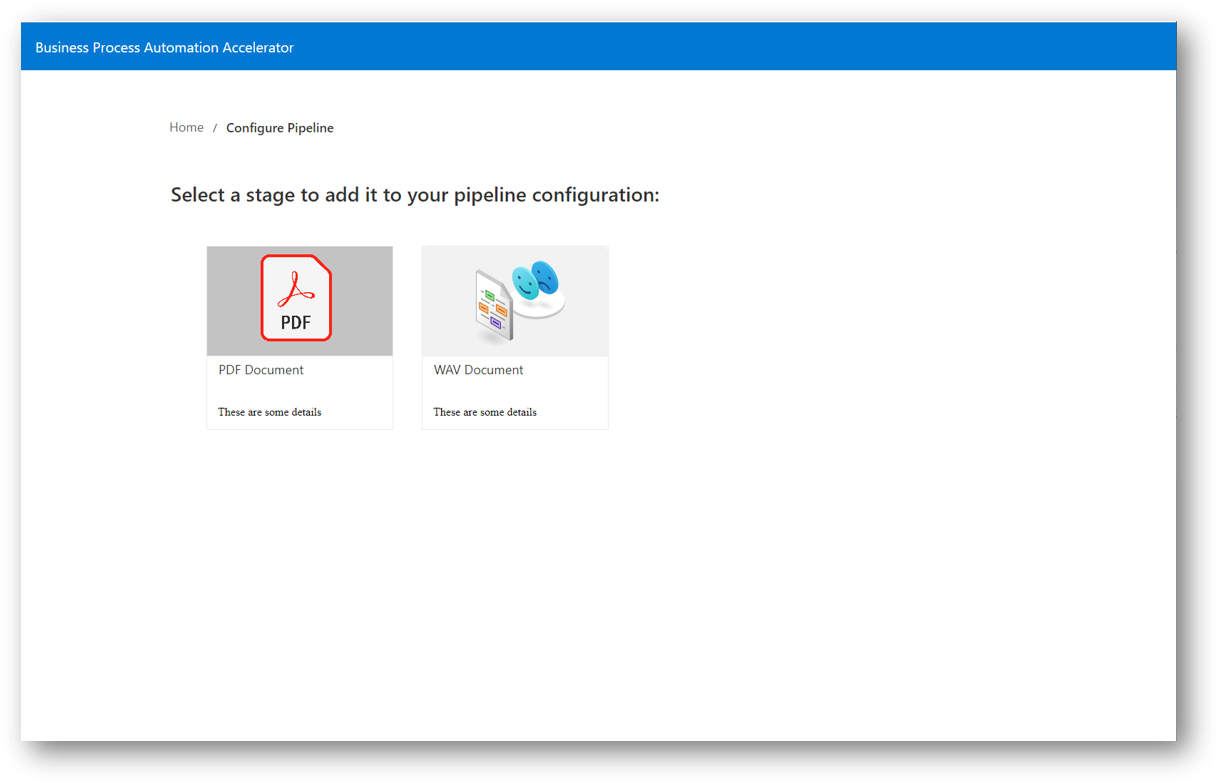 Business Process Automation Accelerator
Home / Configure Pipeline
Select a stage to add it to your pipeline configuration:
PDF
PDF Document
These are some details
WAV Document
These are some details